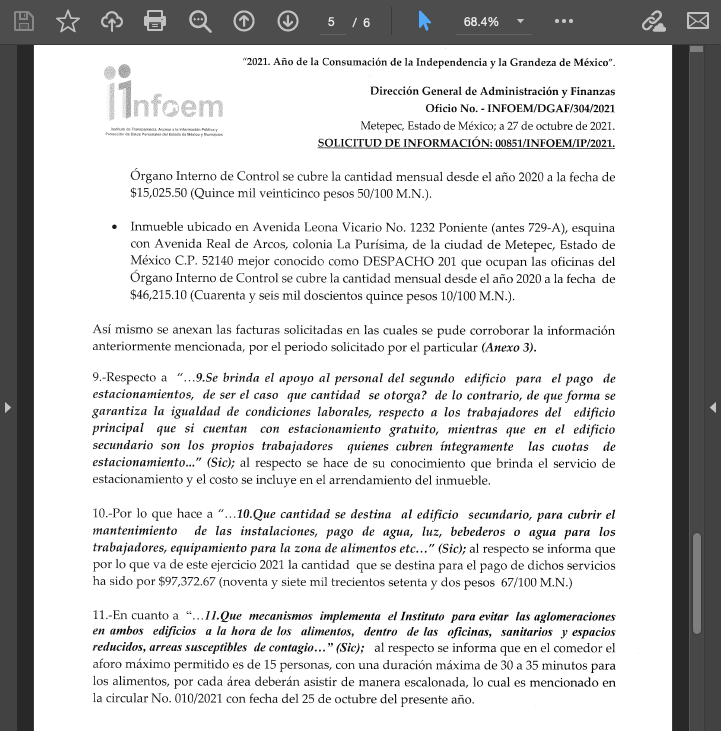 5 / 6
68.4%
"2021. Año de la Consumación de la Independencia y la Grandeza de México".
infoem
Instituto de Transparencia, Acceso a la Información Pública y
Protección de Datos Personales del Estado de México y Municipios
Dirección General de Administración y Finanzas
Oficio No. - INFOEM/DGAF/304/2021
Metepec, Estado de México; a 27 de octubre de 2021.
SOLICITUD DE INFORMACIÓN: 00851/INFOEM/IP/2021.
Órgano Interno de Control se cubre la cantidad mensual desde el año 2020 a la fecha de
$15,025.50 (Quince mil veinticinco pesos 50/100 M.N.).
• Inmueble ubicado en Avenida Leona Vicario No. 1232 Poniente (antes 729-A), esquina
con Avenida Real de Arcos, colonia La Purísima, de la ciudad de Metepec, Estado de
México C.P. 52140 mejor conocido como DESPACHO 201 que ocupan las oficinas del
Órgano Interno de Control se cubre la cantidad mensual desde el año 2020 a la fecha de
$46,215.10 (Cuarenta y seis mil doscientos quince pesos 10/100 M.N.).
Así mismo se anexan las facturas solicitadas en las cuales se pude corroborar la información
anteriormente mencionada, por el periodo solicitado por el particular (Anexo 3).
9.-Respecto a "…9.Se brinda el apoyo al personal del segundo edificio para el pago de
estacionamientos, de ser el caso que cantidad se otorga? de lo contrario, de que forma se
garantiza la igualdad de condiciones laborales, respecto a los trabajadores del edificio
principal que si cuentan con estacionamiento gratuito, mientras que en el edificio
secundario son los propios trabajadores quienes cubren íntegramente las cuotas de
estacionamiento..." (Sic); al respecto se hace de su conocimiento que brinda el servicio de
estacionamiento y el costo se incluye en el arrendamiento del inmueble.
10.-Por lo que hace a "…10.Que cantidad se destina al edificio secundario, para cubrir el
mantenimiento de las instalaciones, pago de agua, luz, bebederos o agua para los
trabajadores, equipamiento para la zona de alimentos etc…" (Sic); al respecto se informa que
por lo que va de este ejercicio 2021 la cantidad que se destina para el pago de dichos servicios
ha sido por $97,372.67 (noventa y siete mil trecientos setenta y dos pesos 67/100 M.N.)
11.-En cuanto a "…11.Que mecanismos implementa el Instituto para evitar las aglomeraciones
en ambos edificios a la hora de los alimentos, dentro de las oficinas, sanitarios y espacios
reducidos, arreas susceptibles de contagio…" (Sic); al respecto se informa que en el comedor el
aforo máximo permitido es de 15 personas, con una duración máxima de 30 a 35 minutos para
los alimentos, por cada área deberán asistir de manera escalonada, lo cual es mencionado en
la circular No. 010/2021 con fecha del 25 de octubre del presente año.